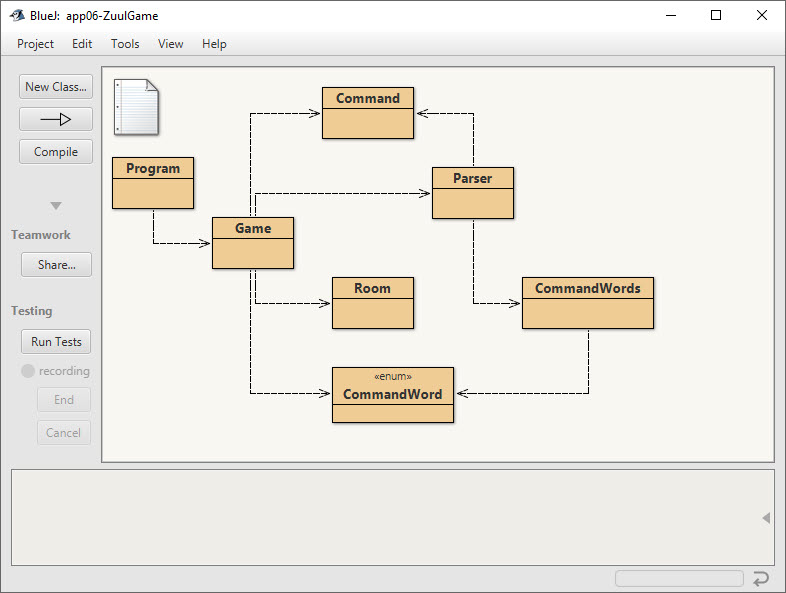 BlueJ: app06-ZuulGame
Project Edit Tools View Help
New Class...
Compile
Teamwork
Share...
Testing
Run Tests
recording
End
Cancel
Command
Program
Parser
Game
Room
CommandWords
«enum»
CommandWord